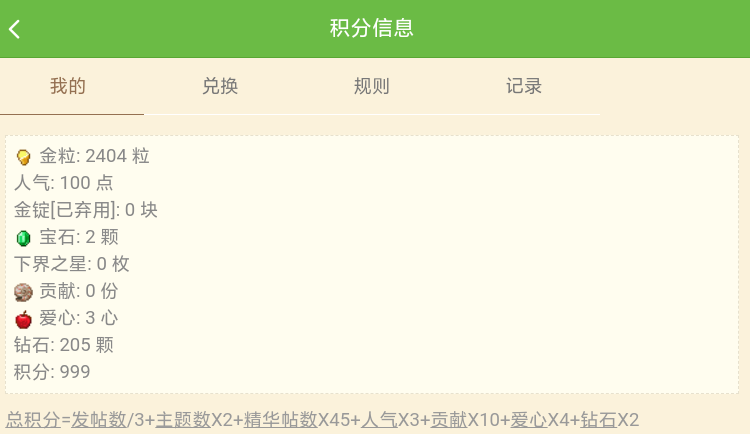 积分信息
我的 兑换 规则 记录
金粒: 2404 粒
人气: 100 点
金锭[已弃用]: 0 块
宝石: 2 颗
下界之星: 0 枚
贡献: 0 份
爱心: 3 心
钻石: 205 颗
积分: 999
总积分=发帖数/3+主题数X2+精华帖数X45+人气X3+贡献X10+爱心X4+钻石X2